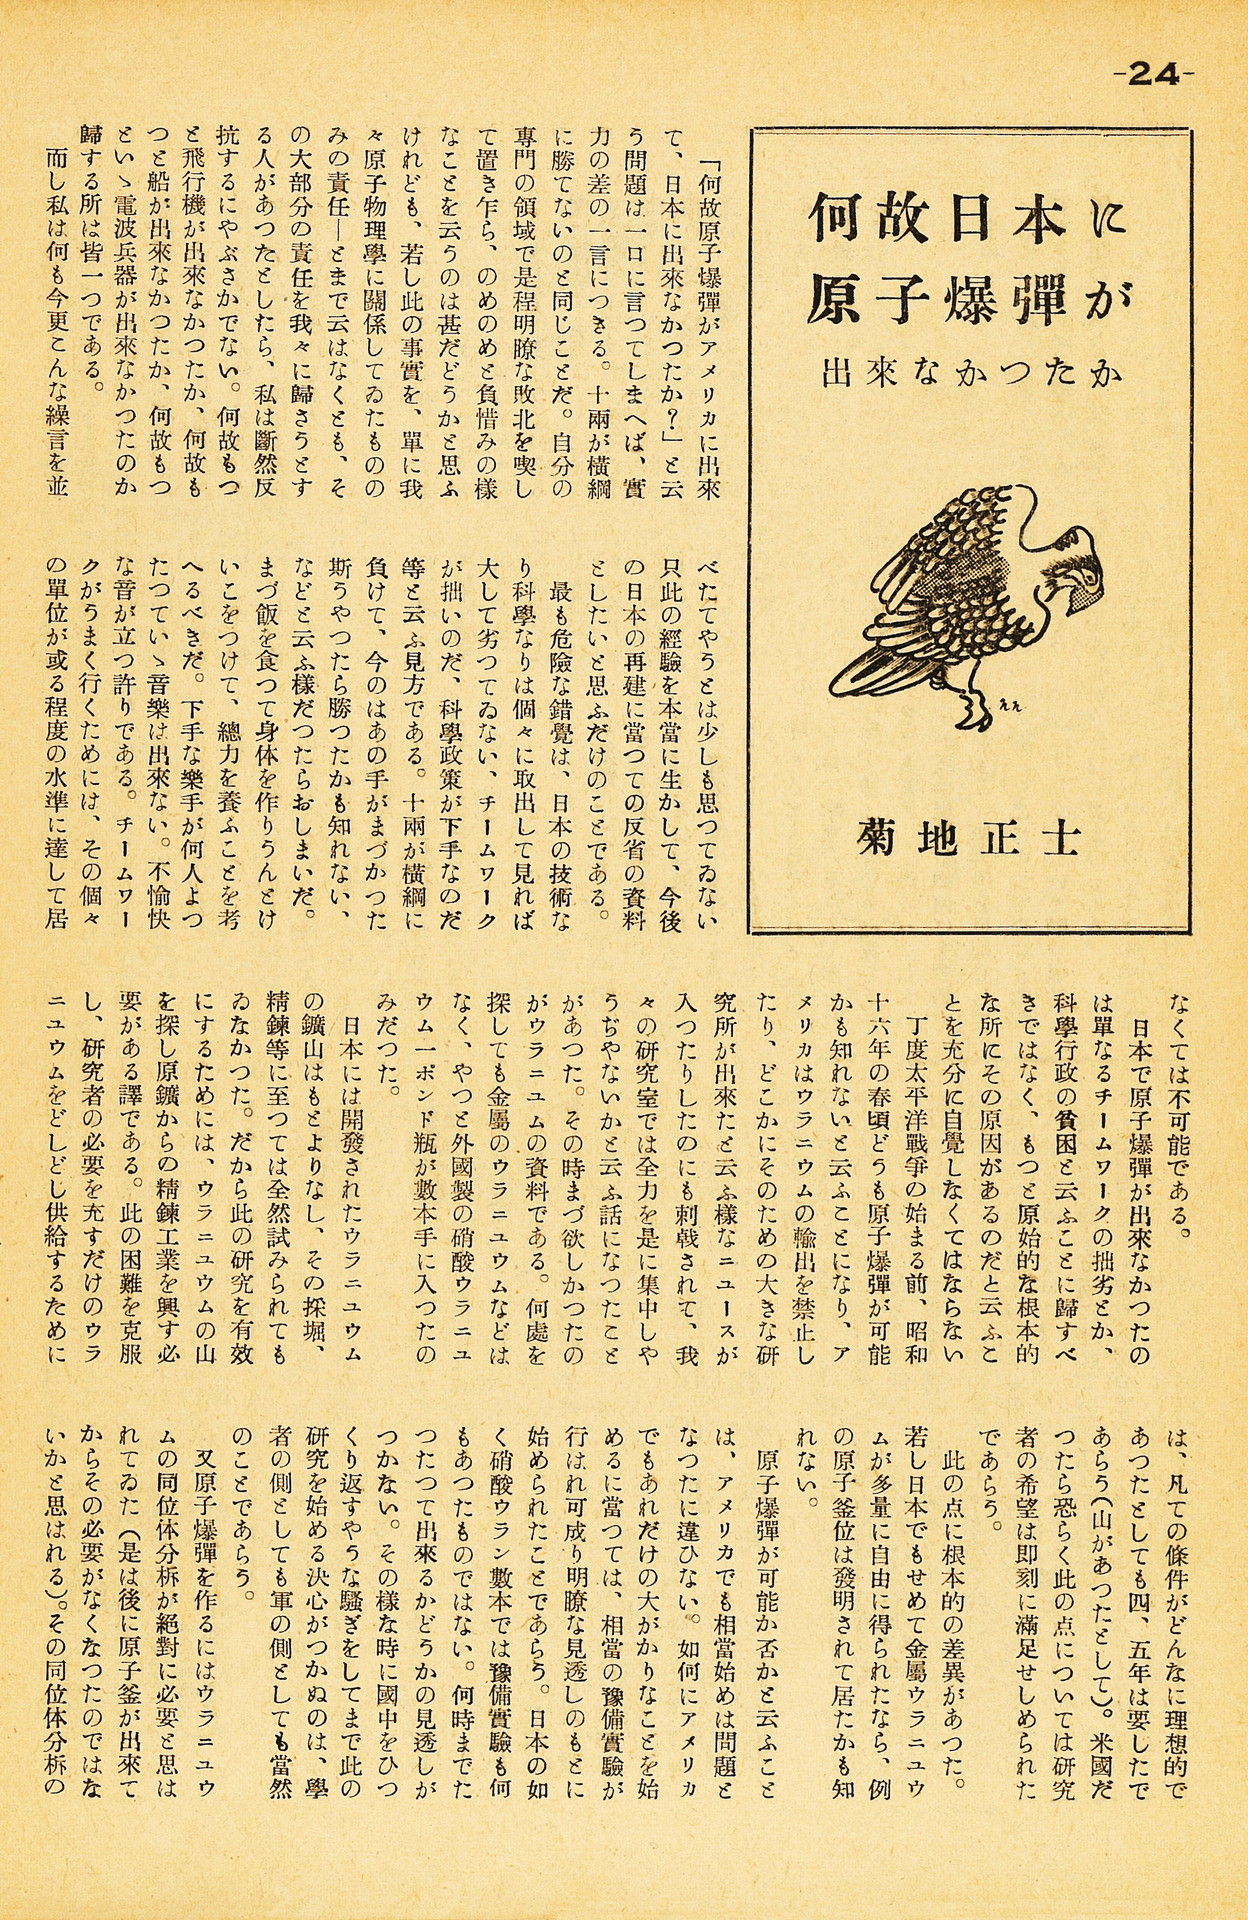 -24-
何故日本に
原子爆彈が
出來なかつたか
菊地正士
「何故原子爆彈がアメリカに出來
て、日本に出來なかつたか?」と云
う問題は一口に言つてしまへば、實
力の差の一言につきる。十兩が橫綱
に勝てないのと同じことだ。自分の
專門の領域で是程明瞭な敗北を喫し
て置き乍ら、のめのめと負惜みの樣
なことを云うのは甚だどうかと思ふ
けれども、若し此の事實を、單に我
々原子物理學に關係してゐたものの
みの責任―とまで云はなくとも、そ
の大部分の責任を我々に歸さうとす
る人があつたとしたら、私は斷然反
抗するにやぶさかでない。何故もつ
と飛行機が出來なかつたか、何故も
つと船が出來なかつたか、何故もつ
といゝ電波兵器が出來なかつたのか
歸する所は皆一つである。
而し私は何も今更こんな繰言を並
べたてやうとは少しも思つてゐない
只此の經驗を本當に生かして、今後
の日本の再建に當つての反省の資料
としたいと思ふだけのことである。
最も危險な錯覺は、日本の技術な
り科學なりは個々に取出して見れば
大して劣つてゐない、チームワーク
が拙いのだ、科學政策が下手なのだ
等と云ふ見方である。十兩が橫綱に
負けて、今のはあの手がまづかつた
斯うやつたら勝つたかも知れない、
などと云ふ樣だつたらおしまいだ。
まづ飯を食つて身体を作りうんとけ
いこをつけて、總力を養ふことを考
へるべきだ。下手な樂手が何人よつ
たつていゝ音樂は出來ない。不愉快
な音が立つ許りである。チームワー
クがうまく行くためには、その個々
の單位が或る程度の水準に達して居
なくては不可能である。
日本で原子爆彈が出來なかつたの
は單なるチームワークの拙劣とか、
科學行政の貧困と云ふことに歸すべ
きではなく、もつと原始的な根本的
な所にその原因があるのだと云ふこ
とを充分に自覺しなくてはならない
丁度太平洋戰爭の始まる前、昭和
十六年の春頃どうも原子爆彈が可能
かも知れないと云ふことになり、ア
メリカはウラニウムの輸出を禁止し
たり、どこかにそのための大きな研
究所が出來たと云ふ樣なニュースが
入つたりしたのにも刺戟されて、我
々の研究室では全力を是に集中しや
うぢやないかと云ふ話になつたこと
があつた。その時まづ欲しかつたの
がウラニユムの資料である。何處を
探しても金屬のウラニユウムなどは
なく、やつと外國製の硝酸ウラニユ
ウム一ポンド瓶が數本手に入つたの
みだつた。
日本には開發されたウラニユウム
の鑛山はもとよりなし、その採堀、
精鍊等に至つては全然試みられても
ゐなかつた。だから此の研究を有效
にするためには、ウラニユウムの山
を探し原鑛からの精鍊工業を興す必
要がある譯である。此の困難を克服
し、研究者の必要を充すだけのウラ
ニユウムをどしどし供給するために
は、凡ての條件がどんなに理想的で
あつたとしても四、五年は要したで
あらう(山があつたとして)。米國だ
つたら恐らく此の点については研究
者の希望は即刻に滿足せしめられた
であらう。
此の点に根本的の差異があつた。
若し日本でもせめて金屬ウラニユウ
ムが多量に自由に得られたなら、例
の原子釜位は發明されて居たかも知
れない。
原子爆彈が可能か否かと云ふこと
は、アメリカでも相當始めは問題と
なつたに違ひない。如何にアメリカ
でもあれだけの大がかりなことを始
めるに當つては、相當の豫備實驗が
行はれ可成り明瞭な見透しのもとに
始められたことであらう。日本の如
く硝酸ウラン數本では豫備實驗も何
もあつたものではない。何時までた
つたつて出來るかどうかの見透しが
つかない。その樣な時に國中をひつ
くり返すやうな騷ぎをしてまで此の
研究を始める決心がつかぬのは、學
者の側としても軍の側としても當然
のことであらう。
又原子爆彈を作るにはウラニユウ
ムの同位体分柝が絕對に必要と思は
れてゐた(是は後に原子釜が出來て
からその必要がなくなつたのではな
いかと思はれる)。その同位体分柝の